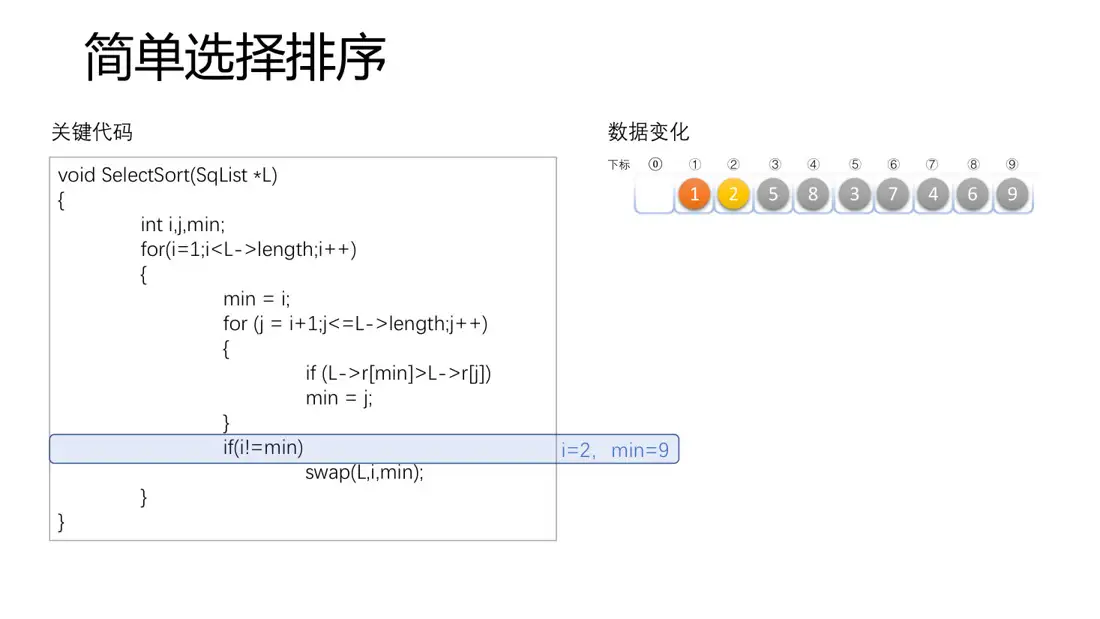 简单选择排序
关键代码
void SelectSort(SqList *L)
{
int i,j,min;
for(i=1;i<L->length;i++)
{
min = i;
for (j = i+1;j<=L->length;j++)
{
if (L->r[min]>L->r[j])
min = j;
}
if(i!=min) i=2，min=9
swap(L,i,min);
}
}
数据变化
下标 ⓪ ① ② ③ ④ ⑤ ⑥ ⑦ ⑧ ⑨
1 2 5 8 3 7 4 6 9